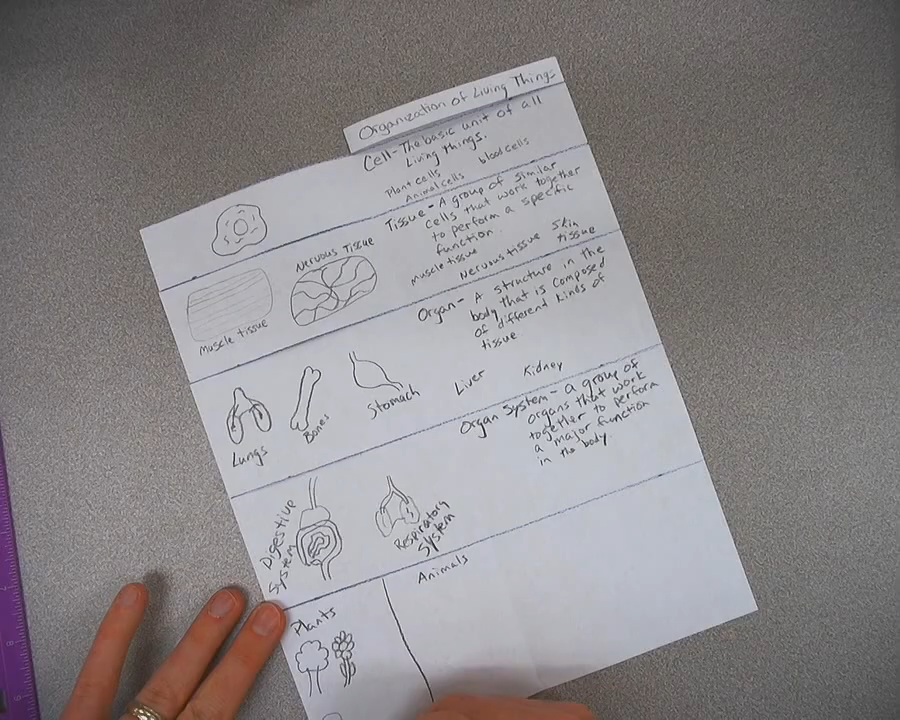 Organization of Living Things
Cell - The basic unit of all
Living things.
Plant cells
Animal cells
blood cells
Tissue - A group of similar
cells that work together
to perform a specific
function.
Muscle tissue
Nervous tissue
Skin
tissue
Muscle tissue
Nervous Tissue
Organ - A structure in the
body that is composed
of different kinds of
tissue.
Lungs
Bones
Stomach
Liver
Kidney
Organ System - a group of
organs that work
together to perform
a major function
in the body.
Digestive
System
Respiratory
System
Plants
Animals